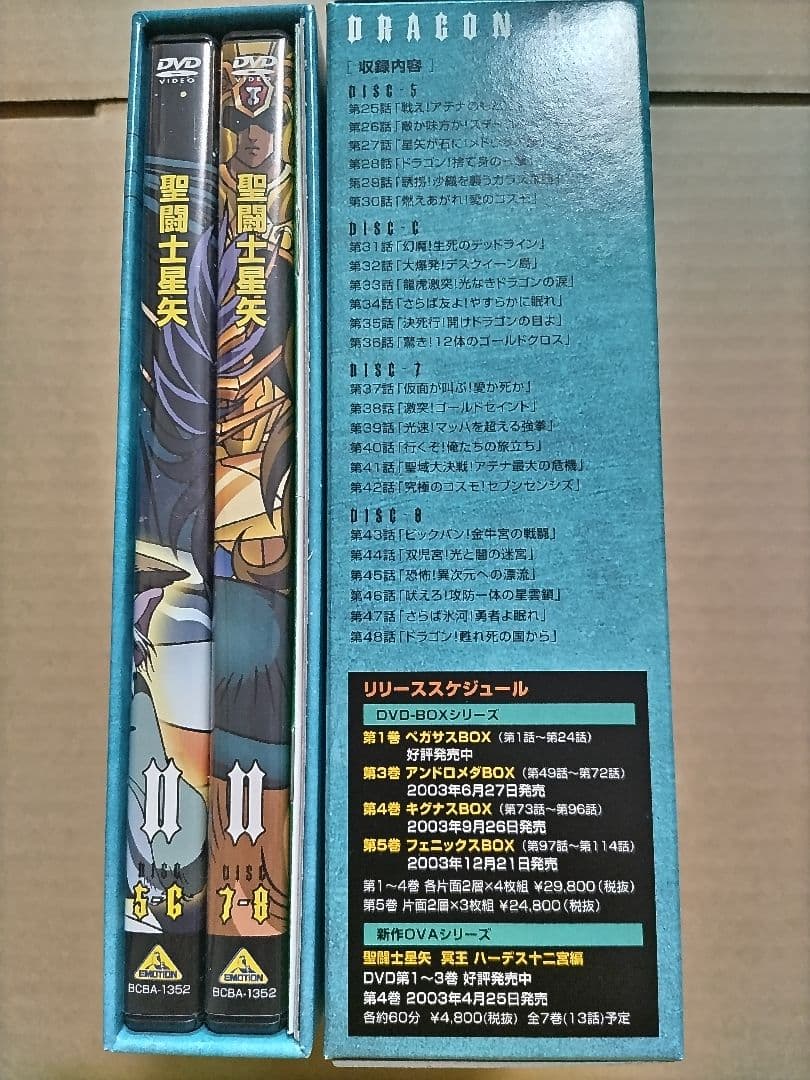 DVD
VIDEO
聖闘士星矢
II
DISC
5-6
EMOTION
BCBA-1352
DVD
VIDEO
聖闘士星矢
II
DISC
7-8
EMOTION
BCBA-1352
DRAGON
[ 収録内容 ]
DISC-5
第25話「戦え!アテナのもと
第26話「敵か味方か!スチ
第27話「星矢が石に!メド
第28話「ドラゴン!捨て身の一撃」
第29話「誘拐!沙織を襲うカラス
第30話「燃えあがれ!愛のコスモ」
DISC-6
第31話「幻魔!生死のデッドライン」
第32話「大爆発!デスクイーン島」
第33話「龍虎激突!光なきドラゴンの涙」
第34話「さらば友よ!やすらかに眠れ」
第35話「決死行!開けドラゴンの目よ」
第36話「驚き!12体のゴールドクロス」
DISC-7
第37話「仮面が叫ぶ!愛か死か」
第38話「激突!ゴールドセイント」
第39話「光速!マッハを超える強拳」
第40話「行くぞ!俺たちの旅立ち」
第41話「聖域大決戦!アテナ最大の危機」
第42話「究極のコスモ!セブンセンシズ」
DISC-8
第43話「ビックバン!金牛宮の戦闘」
第44話「双児宮!光と闇の迷宮」
第45話「恐怖!異次元への漂流」
第46話「吠えろ!攻防一体の星雲鎖」
第47話「さらば氷河!勇者よ眠れ」
第48話「ドラゴン!甦れ死の国から」
リリーススケジュール
DVD-BOXシリーズ
第1巻 ペガサスBOX (第1話〜第24話)
好評発売中
第3巻 アンドロメダBOX (第49話〜第72話)
2003年6月27日発売
第4巻 キグナスBOX (第73話〜第96話)
2003年9月26日発売
第5巻 フェニックスBOX (第97話〜第114話)
2003年12月21日発売
第1〜4巻 各片面2層×4枚組 ¥29,800(税抜)
第5巻 片面2層×3枚組 ¥24,800(税抜)
新作OVAシリーズ
聖闘士星矢 冥王 ハーデス十二宮編
DVD第1〜3巻 好評発売中
第4巻 2003年4月25日発売
各約60分 ¥4,800(税抜) 全7巻(13話)予定